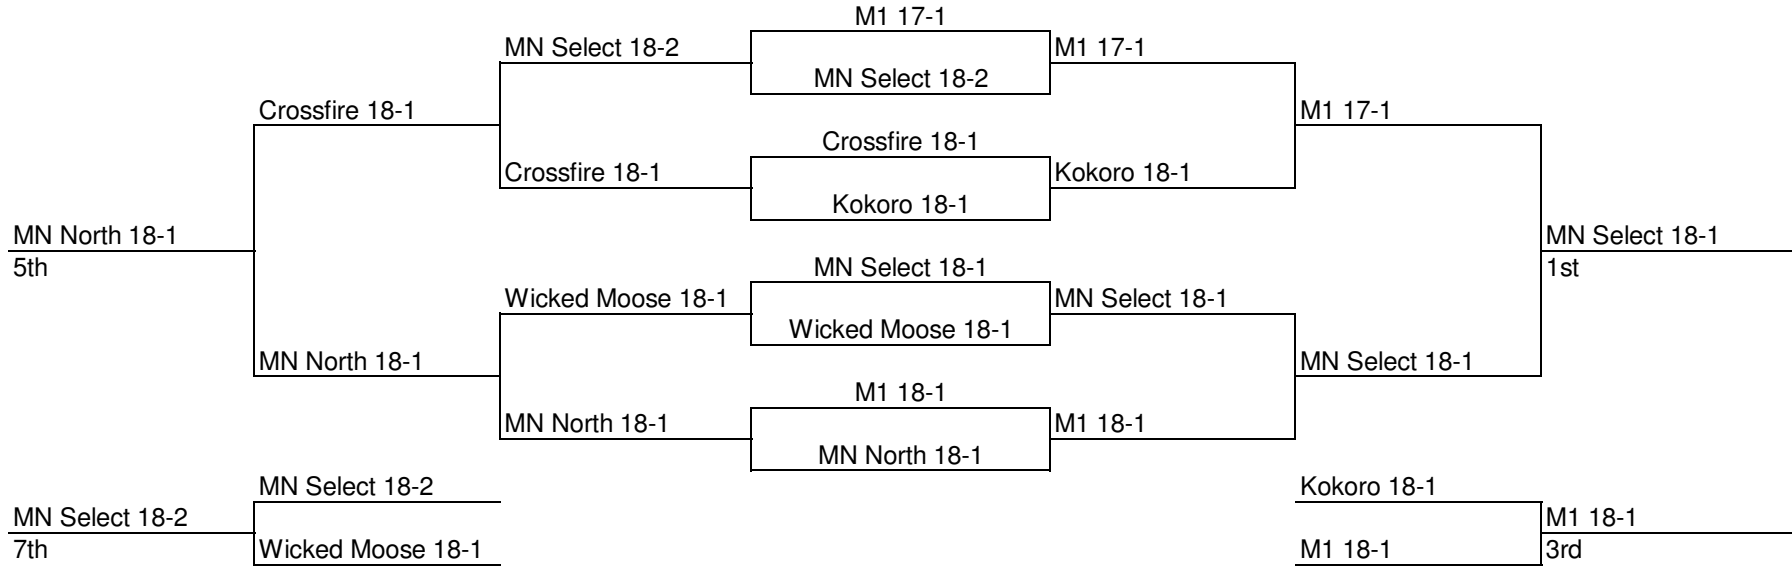 M1 17-1
MN Select 18-2
M1 17-1
MN Select 18-2
Crossfire 18-1
M1 17-1
Crossfire 18-1
Crossfire 18-1
Kokoro 18-1
Kokoro 18-1
MN North 18-1
MN Select 18-1
5th
1st
MN Select 18-1
Wicked Moose 18-1
MN Select 18-1
Wicked Moose 18-1
MN North 18-1
MN Select 18-1
M1 18-1
MN North 18-1
M1 18-1
MN North 18-1
MN Select 18-2
Kokoro 18-1
MN Select 18-2
M1 18-1
7th
Wicked Moose 18-1
M1 18-1
3rd